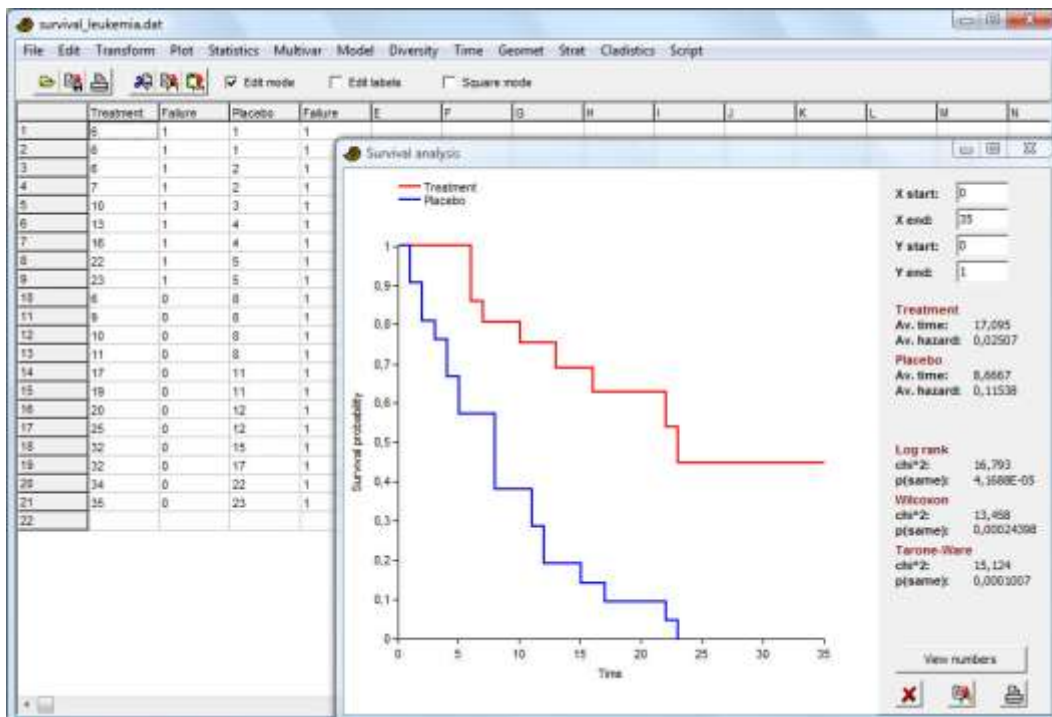 survival_leukemia.dat
File Edit Transform Plot Statistics Multivar Model Diversity Time Geomet Strat Cladistics Script
Edit mode Edit labels Square mode
Treatment Failure Placebo Failure E F G H I J K L M N
1 6 1 1 1
2 6 1 1 1
3 6 1 2 1
4 7 1 2 1
5 10 1 3 1
6 13 1 4 1
7 16 1 4 1
8 22 1 5 1
9 23 1 5 1
10 6 0 8 1
11 9 0 8 1
12 10 0 8 1
13 11 0 8 1
14 17 0 11 1
15 19 0 11 1
16 20 0 12 1
17 25 0 12 1
18 32 0 15 1
19 32 0 17 1
20 34 0 22 1
21 35 0 23 1
22
Survival analysis
Treatment
Placebo
1
0,9
0,8
0,7
0,6
0,5
0,4
0,3
0,2
0,1
0
Survival probability
0 5 10 15 20 25 30 35
Time
X start: 0
X end: 35
Y start: 0
Y end: 1
Treatment
Av. time: 17,095
Av. hazard: 0,02507
Placebo
Av. time: 8,6667
Av. hazard: 0,11538
Log rank
chi^2: 16,793
p(same): 4,1688E-05
Wilcoxon
chi^2: 13,458
p(same): 0,00024398
Tarone-Ware
chi^2: 15,124
p(same): 0,0001007
View numbers